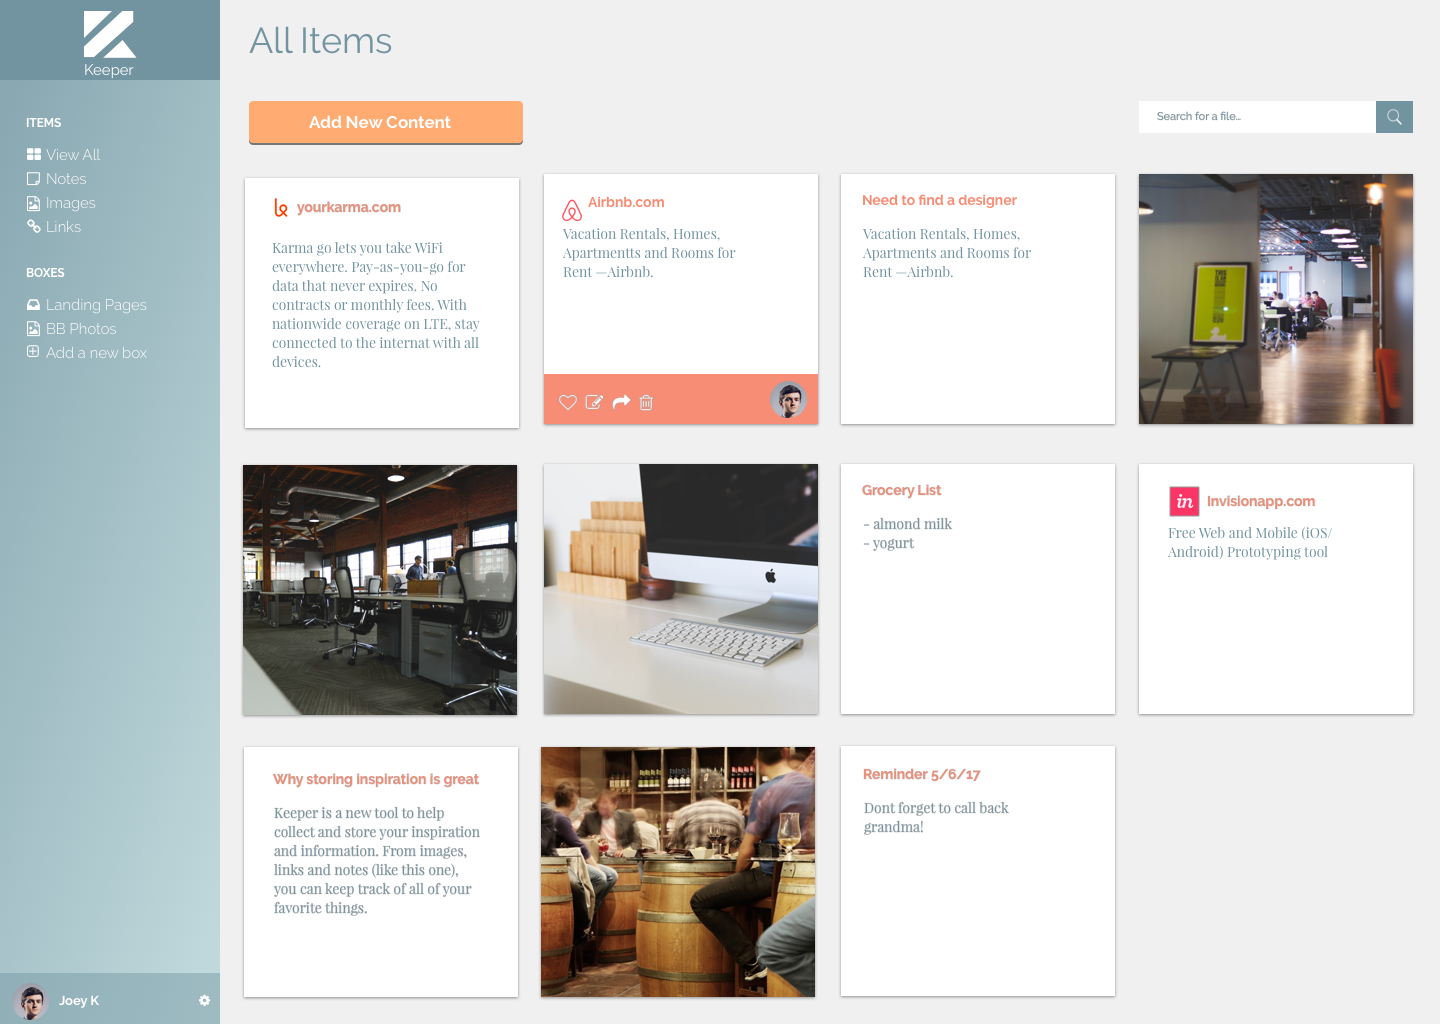 Keeper
ITEMS
View All
Notes
Images
Links
BOXES
Landing Pages
BB Photos
Add a new box
Joey K
All Items
Add New Content
Search for a file...
yourkarma.com
Karma go lets you take WiFi
everywhere. Pay-as-you-go for
data that never expires. No
contracts or monthly fees. With
nationwide coverage on LTE, stay
connected to the internat with all
devices.
Airbnb.com
Vacation Rentals, Homes,
Apartmentts and Rooms for
Rent —Airbnb.
Need to find a designer
Vacation Rentals, Homes,
Apartments and Rooms for
Rent —Airbnb.
Grocery List
- almond milk
- yogurt
in
Invisionapp.com
Free Web and Mobile (iOS/
Android) Prototyping tool
Why storing inspiration is great
Keeper is a new tool to help
collect and store your inspiration
and information. From images,
links and notes (like this one),
you can keep track of all of your
favorite things.
Reminder 5/6/17
Dont forget to call back
grandma!